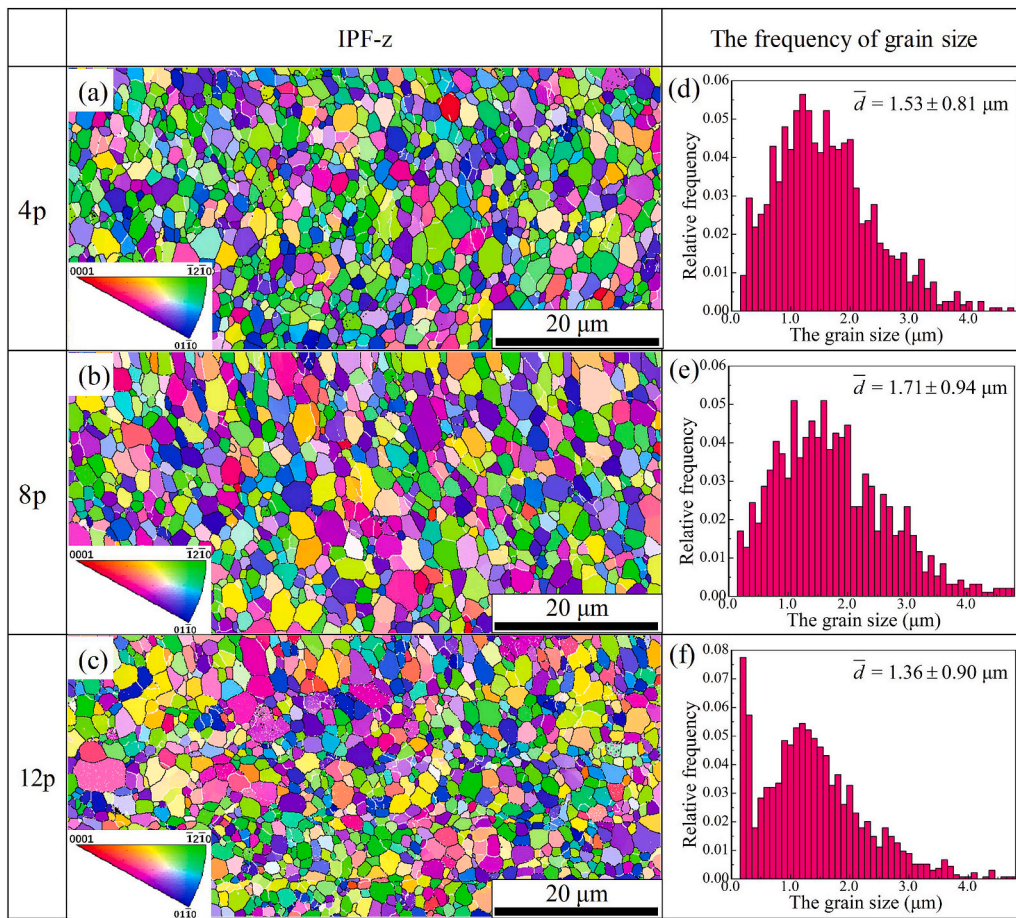 IPF-z
The frequency of grain size
4p
(a)
0001
1̅21̅0
011̅0
20 μm
(d)
d̅ = 1.53 ± 0.81 μm
Relative frequency
0.06
0.05
0.04
0.03
0.02
0.01
0.00
0.0 1.0 2.0 3.0 4.0
The grain size (μm)
8p
(b)
0001
1̅21̅0
011̅0
20 μm
(e)
d̅ = 1.71 ± 0.94 μm
Relative frequency
0.06
0.05
0.04
0.03
0.02
0.01
0.00
0.0 1.0 2.0 3.0 4.0
The grain size (μm)
12p
(c)
0001
1̅21̅0
011̅0
20 μm
(f)
d̅ = 1.36 ± 0.90 μm
Relative frequency
0.08
0.07
0.06
0.05
0.04
0.03
0.02
0.01
0.00
0.0 1.0 2.0 3.0 4.0
The grain size (μm)